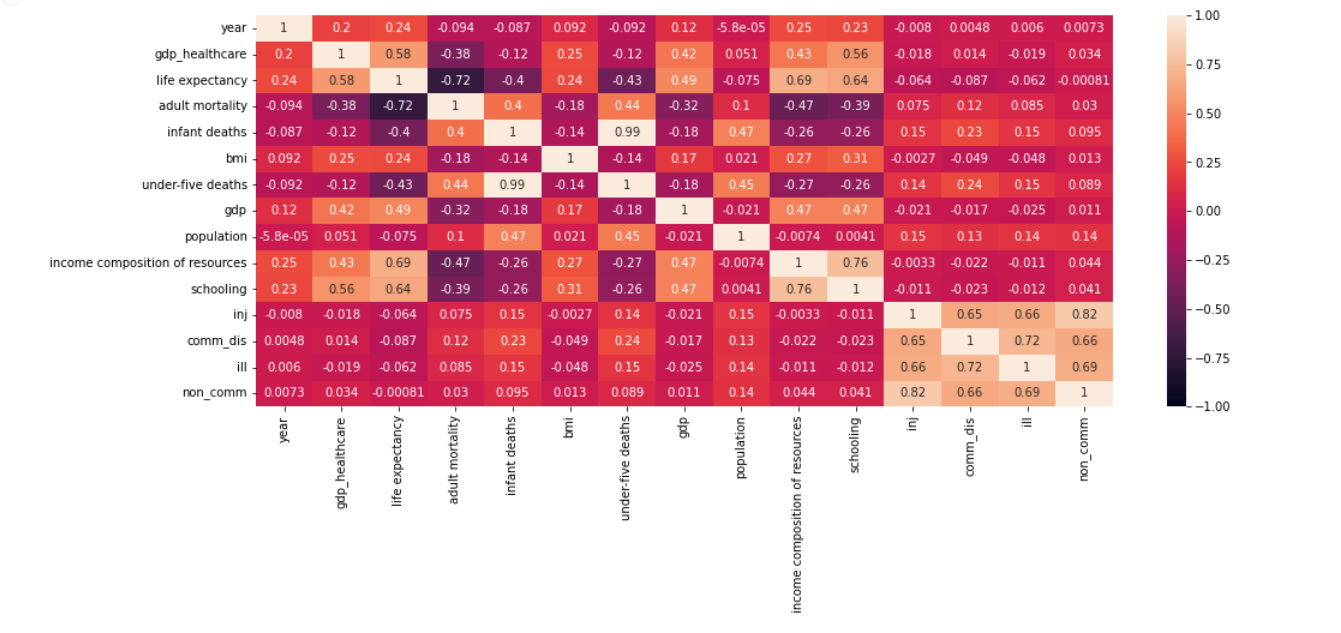 year 1 0.2 0.24 -0.094 -0.087 0.092 -0.092 0.12 -5.8e-05 0.25 0.23 -0.008 0.0048 0.006 0.0073
gdp_healthcare 0.2 1 0.58 -0.38 -0.12 0.25 -0.12 0.42 0.051 0.43 0.56 -0.018 0.014 -0.019 0.034
life expectancy 0.24 0.58 1 -0.72 -0.4 0.24 -0.43 0.49 -0.075 0.69 0.64 -0.064 -0.087 -0.062 -0.00081
adult mortality -0.094 -0.38 -0.72 1 0.4 -0.18 0.44 -0.32 0.1 -0.47 -0.39 0.075 0.12 0.085 0.03
infant deaths -0.087 -0.12 -0.4 0.4 1 -0.14 0.99 -0.18 0.47 -0.26 -0.26 0.15 0.23 0.15 0.095
bmi 0.092 0.25 0.24 -0.18 -0.14 1 -0.14 0.17 0.021 0.27 0.31 -0.0027 -0.049 -0.048 0.013
under-five deaths -0.092 -0.12 -0.43 0.44 0.99 -0.14 1 -0.18 0.45 -0.27 -0.26 0.14 0.24 0.15 0.089
gdp 0.12 0.42 0.49 -0.32 -0.18 0.17 -0.18 1 -0.021 0.47 0.47 -0.021 -0.017 -0.025 0.011
population -5.8e-05 0.051 -0.075 0.1 0.47 0.021 0.45 -0.021 1 -0.0074 0.0041 0.15 0.13 0.14 0.14
income composition of resources 0.25 0.43 0.69 -0.47 -0.26 0.27 -0.27 0.47 -0.0074 1 0.76 -0.0033 -0.022 -0.011 0.044
schooling 0.23 0.56 0.64 -0.39 -0.26 0.31 -0.26 0.47 0.0041 0.76 1 -0.011 -0.023 -0.012 0.041
inj -0.008 -0.018 -0.064 0.075 0.15 -0.0027 0.14 -0.021 0.15 -0.0033 -0.011 1 0.65 0.66 0.82
comm_dis 0.0048 0.014 -0.087 0.12 0.23 -0.049 0.24 -0.017 0.13 -0.022 -0.023 0.65 1 0.72 0.66
ill 0.006 -0.019 -0.062 0.085 0.15 -0.048 0.15 -0.025 0.14 -0.011 -0.012 0.66 0.72 1 0.69
non_comm 0.0073 0.034 -0.00081 0.03 0.095 0.013 0.089 0.011 0.14 0.044 0.041 0.82 0.66 0.69 1
year
gdp_healthcare
life expectancy
adult mortality
infant deaths
bmi
under-five deaths
gdp
population
income composition of resources
schooling
inj
comm_dis
ill
non_comm
1.00
0.75
0.50
0.25
0.00
−0.25
−0.50
−0.75
−1.00